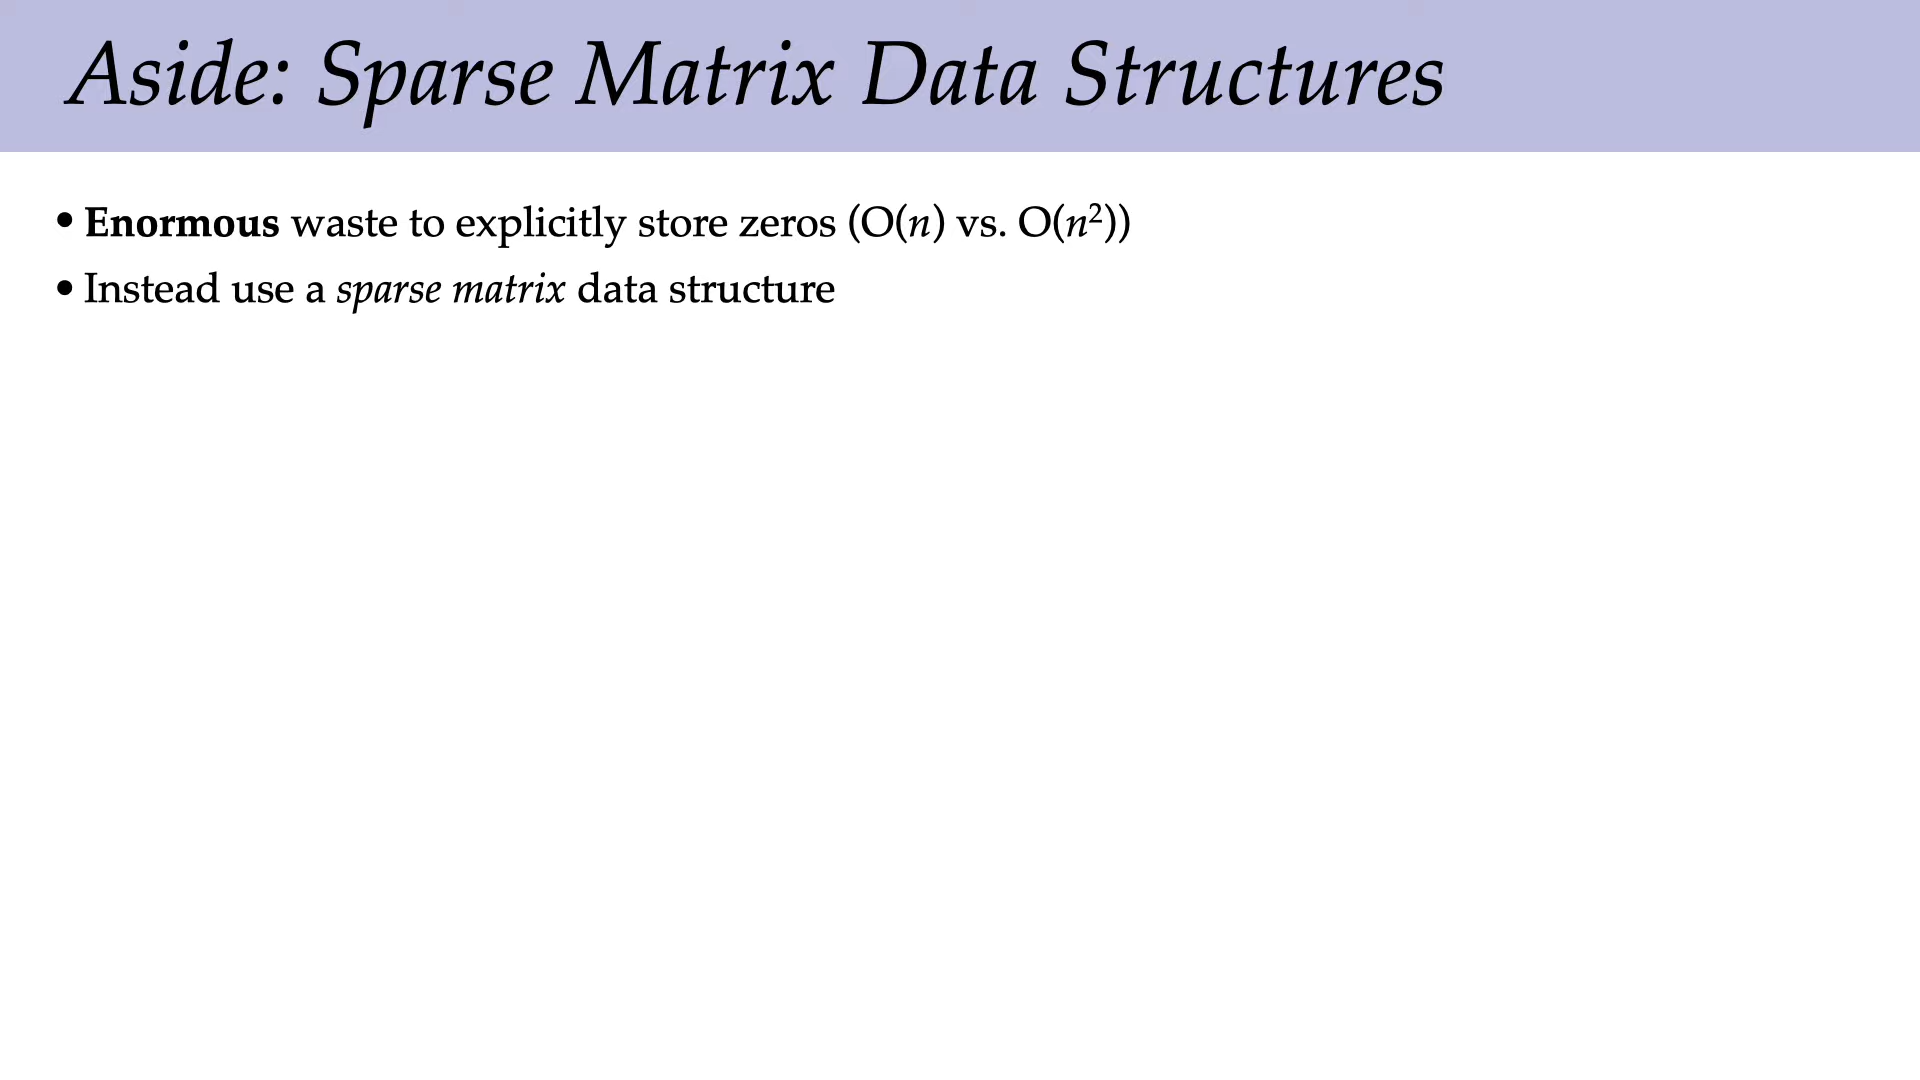 Aside: Sparse Matrix Data Structures
• Enormous waste to explicitly store zeros (O(n) vs. O(n²))
• Instead use a sparse matrix data structure